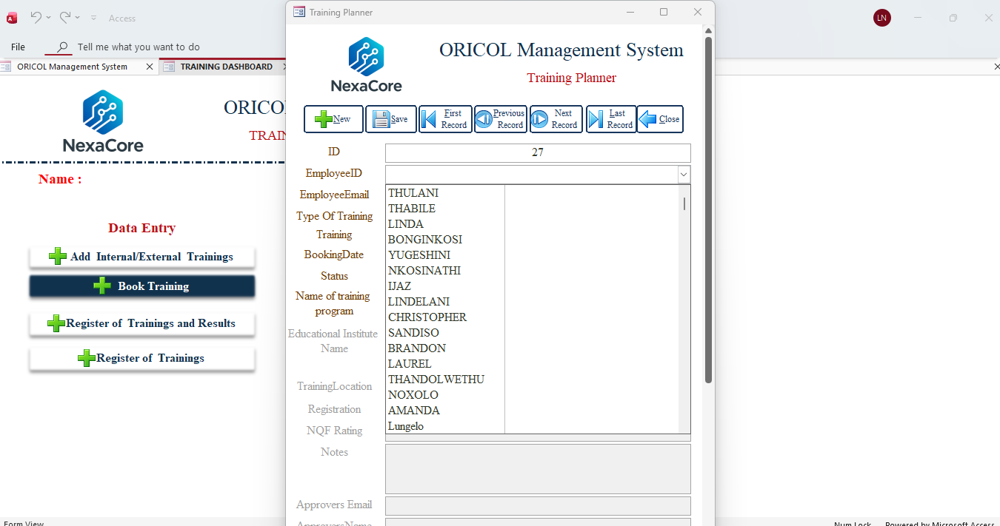 Access
LN
File
Tell me what you want to do
ORICOL Management System
TRAINING DASHBOARD
NexaCore
ORICOL
TRAIN
Name :
Data Entry
Add Internal/External Trainings
Book Training
Register of Trainings and Results
Register of Trainings
Training Planner
NexaCore
ORICOL Management System
Training Planner
New
Save
First Record
Previous Record
Next Record
Last Record
Close
ID
27
EmployeeID
EmployeeEmail
Type Of Training
Training
BookingDate
Status
Name of training
program
Educational Institute
Name
TrainingLocation
Registration
NQF Rating
Notes
Approvers Email
ApproversName
THULANI
THABILE
LINDA
BONGINKOSI
YUGESHINI
NKOSINATHI
IJAZ
LINDELANI
CHRISTOPHER
SANDISO
BRANDON
LAUREL
THANDOLWETHU
NOXOLO
AMANDA
Lungelo
Form View
Num Lock
Powered by Microsoft Access